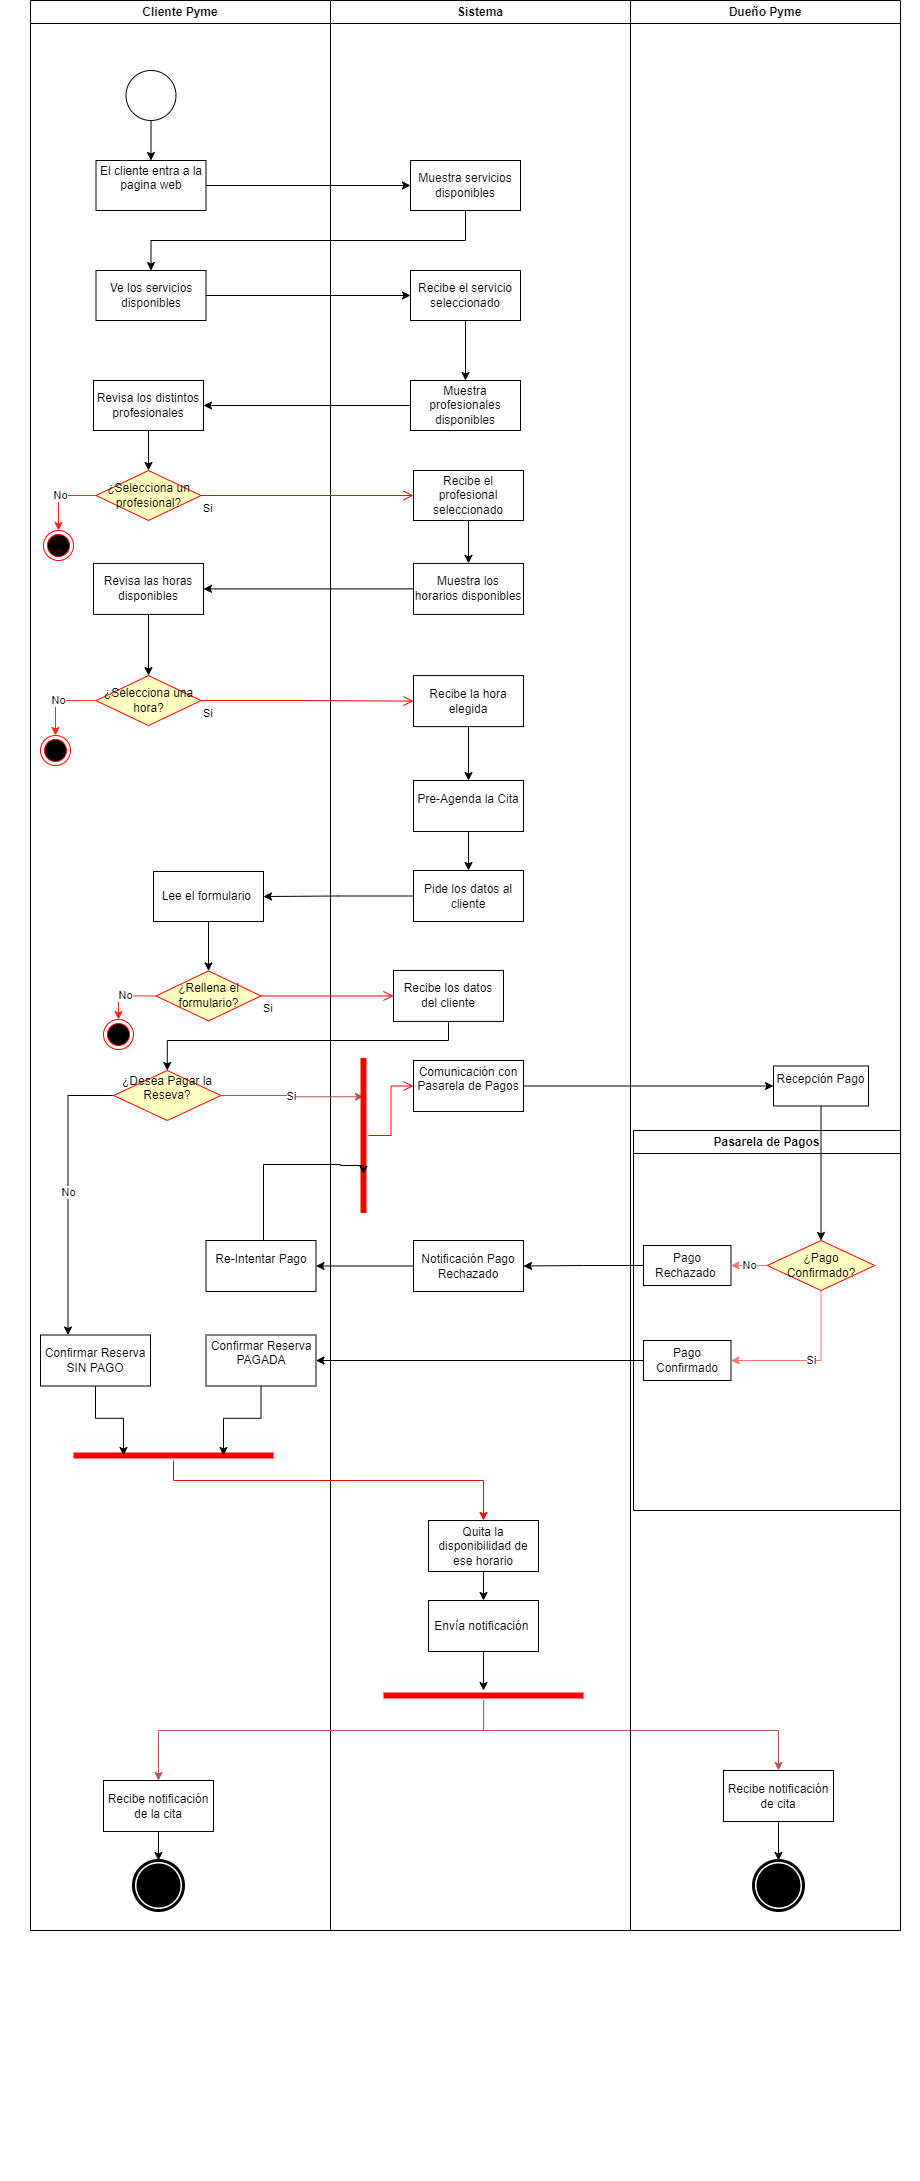 Cliente Pyme
Sistema
Dueño Pyme
El cliente entra a la
pagina web
Muestra servicios
disponibles
Ve los servicios
disponibles
Recibe el servicio
seleccionado
Revisa los distintos
profesionales
Muestra
profesionales
disponibles
¿Selecciona un
profesional?
No
Si
Recibe el
profesional
seleccionado
Revisa las horas
disponibles
Muestra los
horarios disponibles
¿Selecciona una
hora?
No
Si
Recibe la hora
elegida
Pre-Agenda la Cita
Lee el formulario
Pide los datos al
cliente
¿Rellena el
formulario?
No
Si
Recibe los datos
del cliente
¿Desea Pagar la
Reseva?
Si
No
Comunicación con
Pasarela de Pagos
Recepción Pago
Pasarela de Pagos
Re-Intentar Pago
Notificación Pago
Rechazado
Pago
Rechazado
No
¿Pago
Confirmado?
Si
Confirmar Reserva
SIN PAGO
Confirmar Reserva
PAGADA
Pago
Confirmado
Quita la
disponibilidad de
ese horario
Envía notificación
Recibe notificación
de la cita
Recibe notificación
de cita